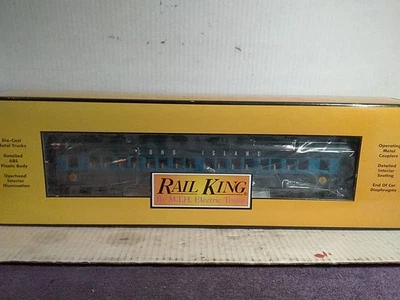 Die-Cast
Metal Trucks
Detailed
ABS
Plastic Body
Overhead
Interior
Illumination
ONG ISLAND
RAIL KING
By M.T.H. Electric Trains
Operating
Metal
Couplers
Detailed
Interior
Seating
End Of Car
Diaphragms